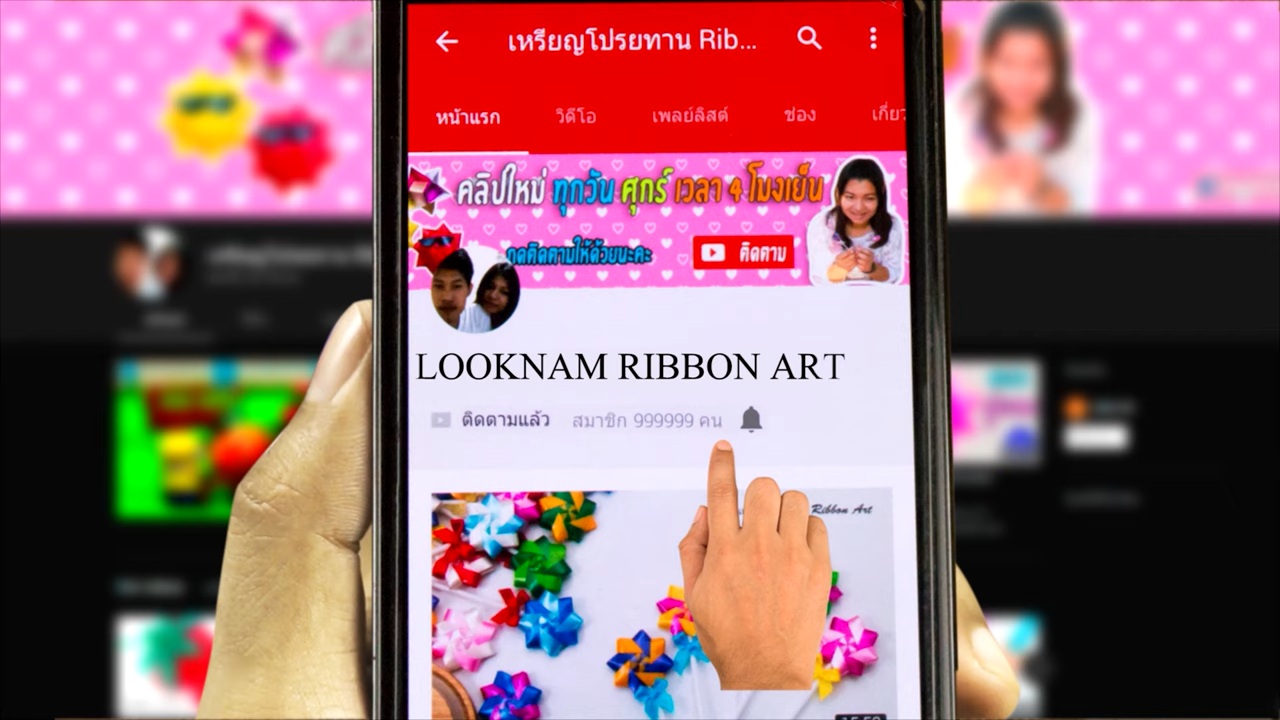 เหรียญโปรยทาน Rib...
หน้าแรก วิดีโอ เพลย์ลิสต์ ช่อง เกี่ยว
คลิปใหม่ ทุกวัน ศุกร์ เวลา 4 โมงเย็น
กดติดตามให้ด้วยนะคะ ติดตาม
LOOKNAM RIBBON ART
ติดตามแล้ว สมาชิก 999999 คน
Ribbon Art